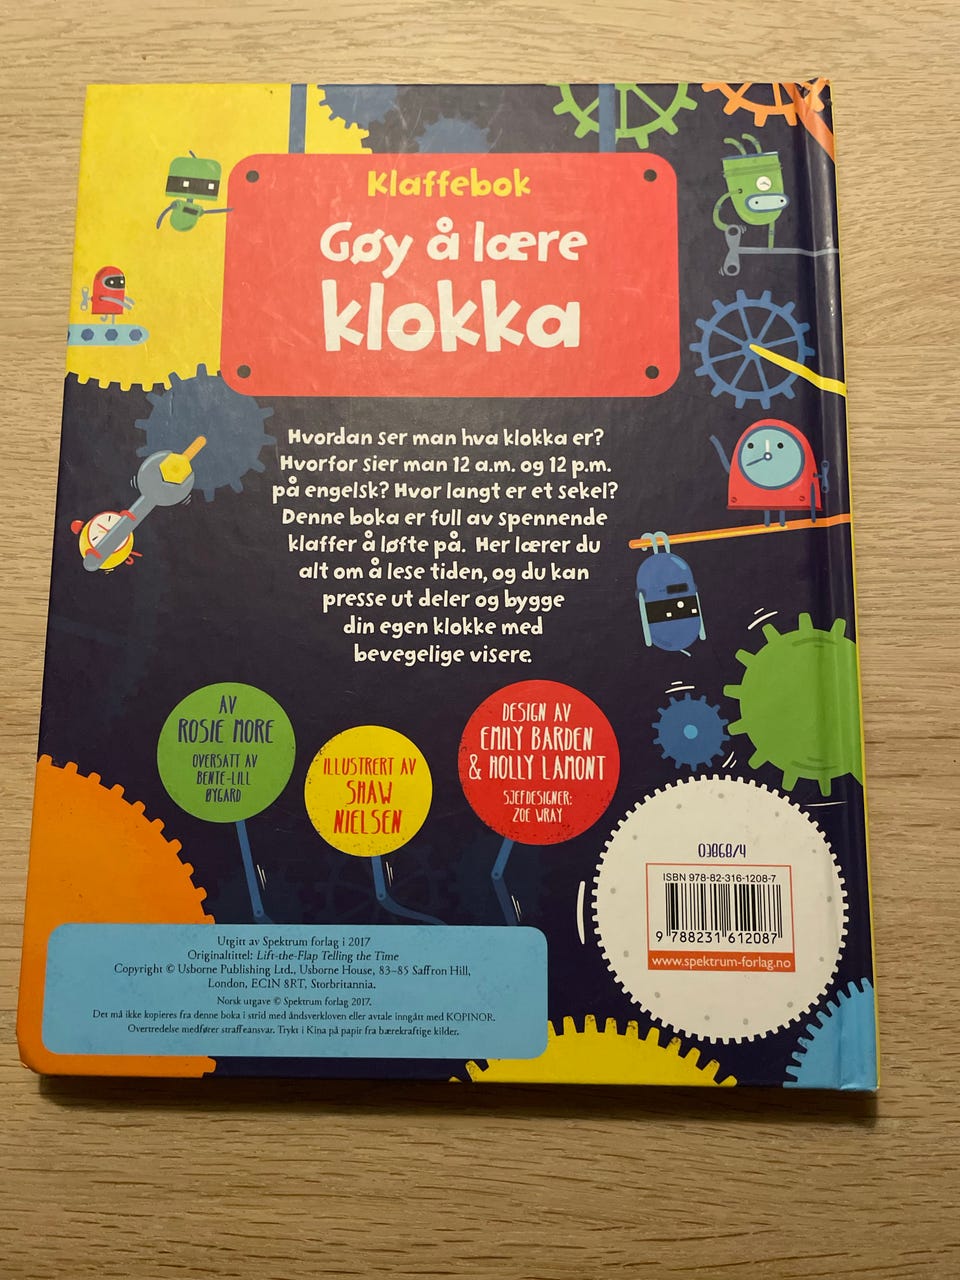 Klaffebok
Gøy å lære
klokka
Hvordan ser man hva klokka er?
Hvorfor sier man 12 a.m. og 12 p.m.
på engelsk? Hvor langt er et sekel?
Denne boka er full av spennende
klaffer å løfte på. Her lærer du
alt om å lese tiden, og du kan
presse ut deler og bygge
din egen klokke med
bevegelige visere.
AV
ROSIE MORE
OVERSATT AV
BENTE-LILL
ØYGARD
ILLUSTRERT AV
SHAW
NIELSEN
DESIGN AV
EMILY BARDEN
& HOLLY LAMONT
SJEFDESIGNER:
ZOE WRAY
03868/4
ISBN 978-82-316-1208-7
9 788231 612087
www.spektrum-forlag.no
Utgitt av Spektrum forlag i 2017
Originaltittel: Lift-the-Flap Telling the Time
Copyright © Usborne Publishing Ltd., Usborne House, 83–85 Saffron Hill,
London, EC1N 8RT, Storbritannia.
Norsk utgave © Spektrum forlag 2017.
Det må ikke kopieres fra denne boka i strid med åndsverkloven eller avtale inngått med KOPINOR.
Overtredelse medfører straffeansvar. Trykt i Kina på papir fra bærekraftige kilder.